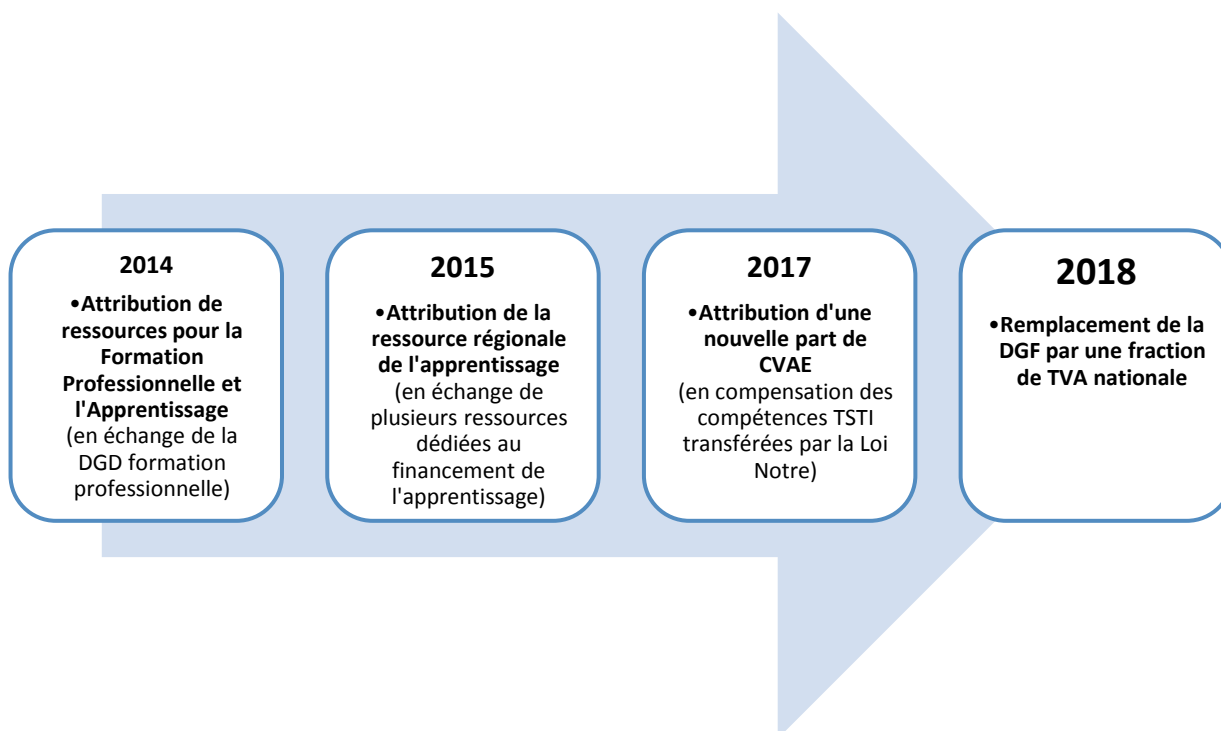 2014
•Attribution de
ressources pour la
Formation
Professionnelle et
l'Apprentissage
(en échange de la
DGD formation
professionnelle)
2015
•Attribution de la
ressource régionale
de l'apprentissage
(en échange de
plusieurs ressources
dédiées au
financement de
l'apprentissage)
2017
•Attribution d'une
nouvelle part de
CVAE
(en compensation des
compétences TSTI
transférées par la Loi
Notre)
2018
•Remplacement de la
DGF par une fraction
de TVA nationale